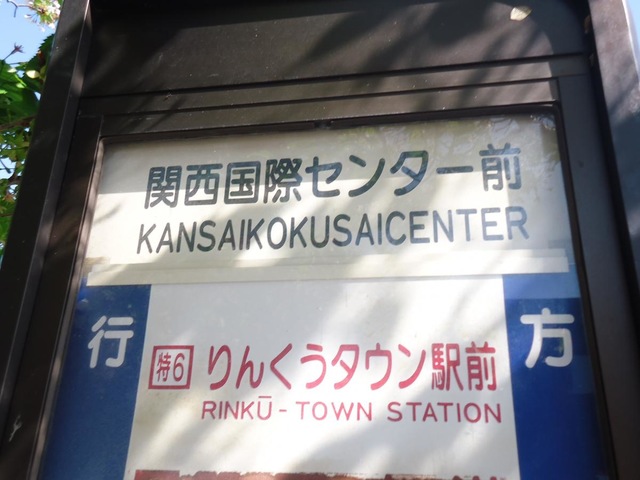 関西国際センター前
KANSAIKOKUSAICENTER
行 方
特6 りんくうタウン駅前
RINKŪ-TOWN STATION